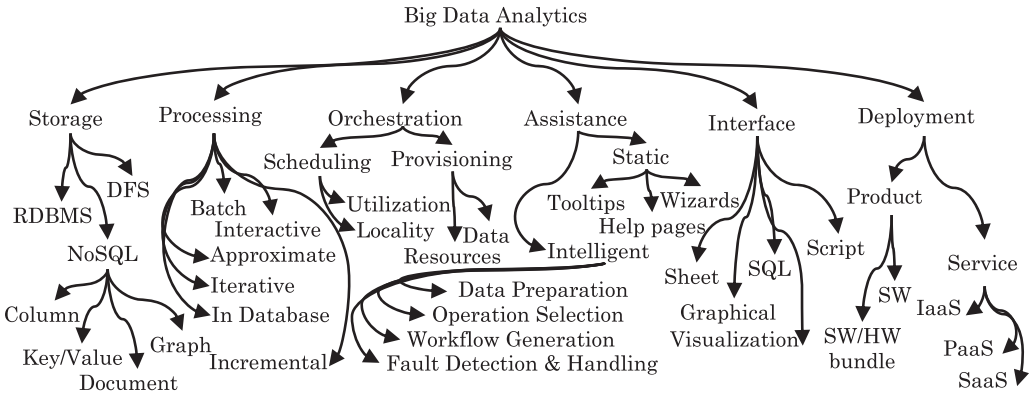 Big Data Analytics
Storage
Processing
Orchestration
Assistance
Interface
Deployment
RDBMS
DFS
NoSQL
Column
Key/Value
Document
Graph
Batch
Interactive
Approximate
Iterative
In Database
Incremental
Scheduling
Provisioning
Utilization
Locality
Data
Resources
Static
Tooltips
Wizards
Help pages
Intelligent
Data Preparation
Operation Selection
Workflow Generation
Fault Detection & Handling
Sheet
SQL
Script
Graphical
Visualization
Product
SW
SW/HW
bundle
Service
IaaS
PaaS
SaaS